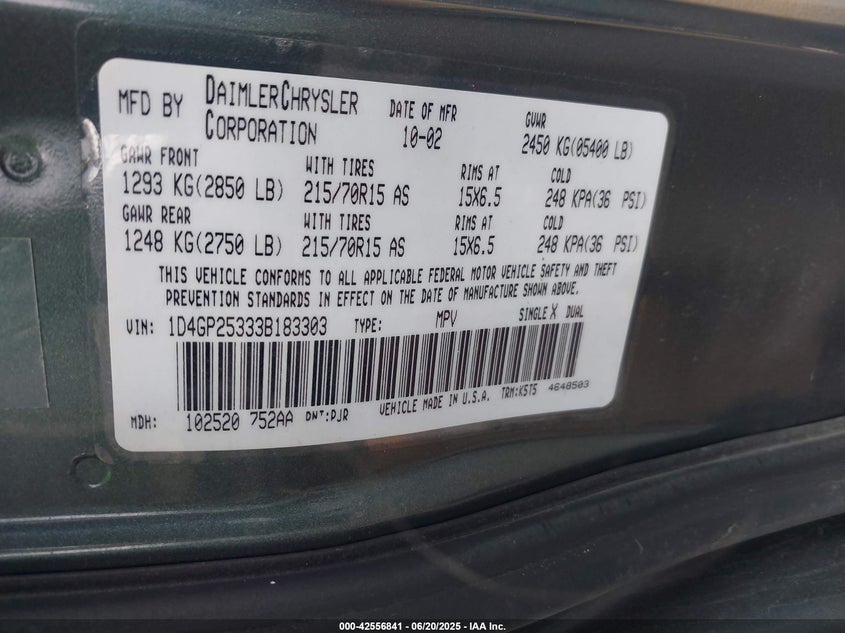 MFD BY DAIMLERCHRYSLER CORPORATION
DATE OF MFR 10-02
GVWR 2450 KG(05400 LB)
GAWR FRONT WITH TIRES RIMS AT COLD
1293 KG(2850 LB) 215/70R15 AS 15X6.5 248 KPA(36 PSI)
GAWR REAR WITH TIRES RIMS AT COLD
1248 KG(2750 LB) 215/70R15 AS 15X6.5 248 KPA(36 PSI)
THIS VEHICLE CONFORMS TO ALL APPLICABLE FEDERAL MOTOR VEHICLE SAFETY AND THEFT
PREVENTION STANDARDS IN EFFECT ON THE DATE OF MANUFACTURE SHOWN ABOVE.
VIN: 1D4GP25333B183303 TYPE: MPV SINGLE X DUAL
MDH: 102520 752AA DNT:PJR VEHICLE MADE IN U.S.A. TRM:K5T5 4648503
000-42556841 / 06/20/2025 - IAA Inc.